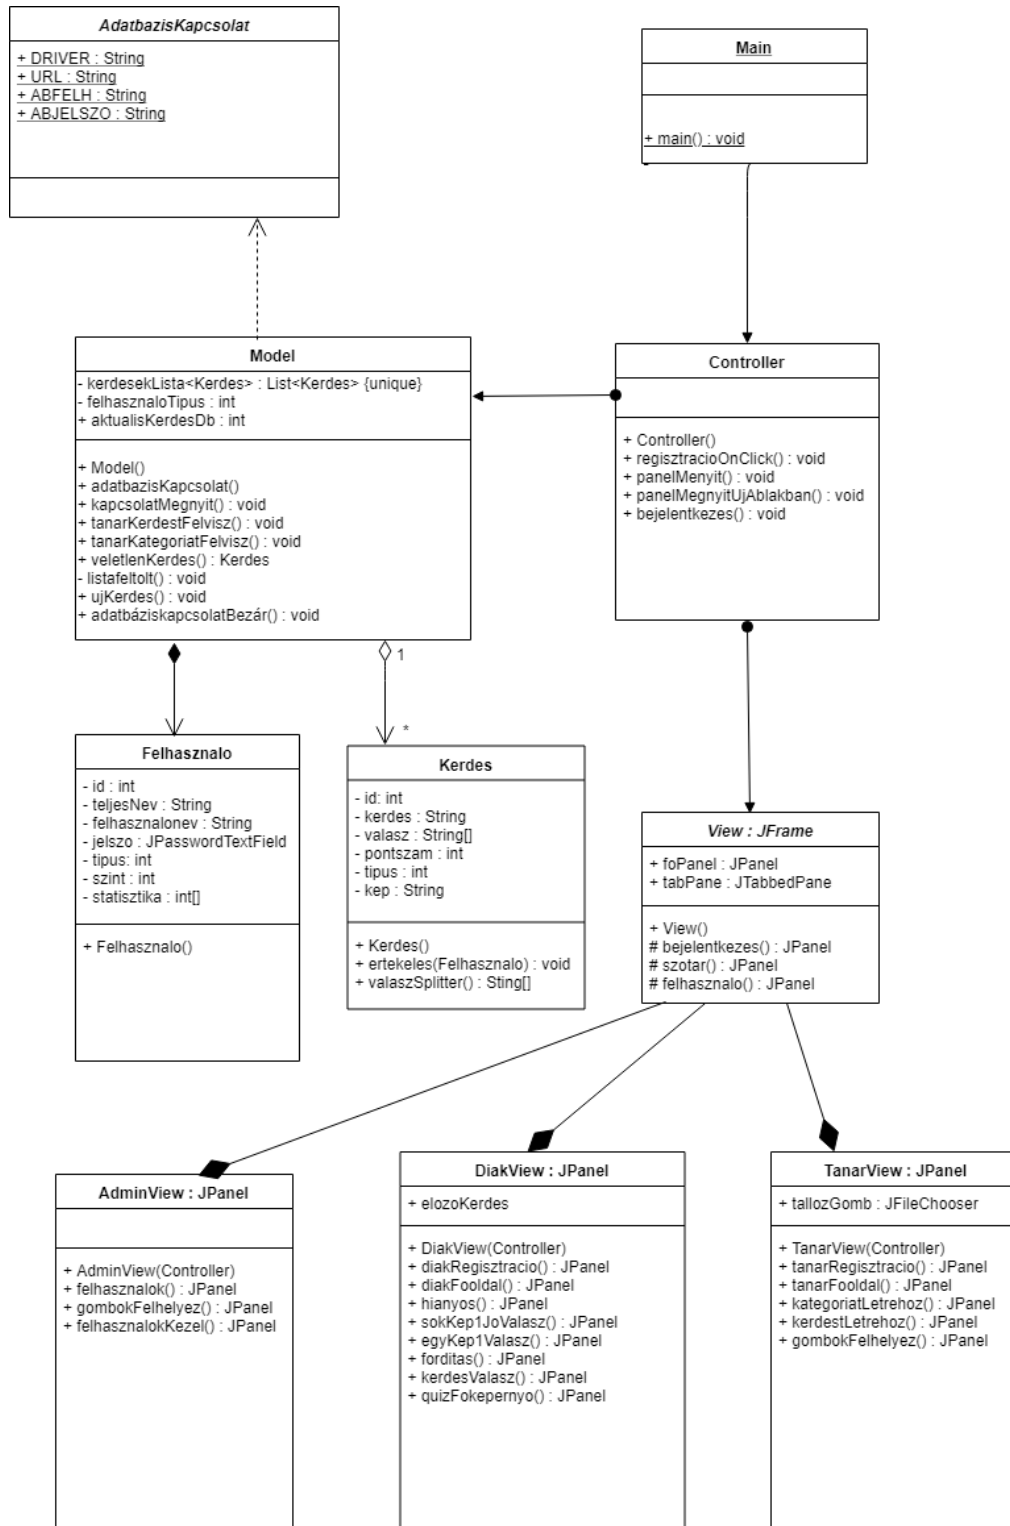 AdatbazisKapcsolat
+ DRIVER : String
+ URL : String
+ ABFELH : String
+ ABJELSZO : String
Main
+ main() : void
Model
- kerdesekLista<Kerdes> : List<Kerdes> {unique}
- felhasznaloTipus : int
+ aktualisKerdesDb : int
+ Model()
+ adatbazisKapcsolat()
+ kapcsolatMegnyit() : void
+ tanarKerdestFelvisz() : void
+ tanarKategoriatFelvisz() : void
+ veletlenKerdes() : Kerdes
- listafeltolt() : void
+ ujKerdes() : void
+ adatbáziskapcsolatBezár() : void
Controller
+ Controller()
+ regisztracioOnClick() : void
+ panelMenyit() : void
+ panelMegnyitUjAblakban() : void
+ bejelentkezes() : void
1
*
Felhasznalo
- id : int
- teljesNev : String
- felhasznalonev : String
- jelszo : JPasswordTextField
- tipus: int
- szint : int
- statisztika : int[]
+ Felhasznalo()
Kerdes
- id: int
- kerdes : String
- valasz : String[]
- pontszam : int
- tipus : int
- kep : String
+ Kerdes()
+ ertekeles(Felhasznalo) : void
+ valaszSplitter() : Sting[]
View : JFrame
+ foPanel : JPanel
+ tabPane : JTabbedPane
+ View()
# bejelentkezes() : JPanel
# szotar() : JPanel
# felhasznalo() : JPanel
AdminView : JPanel
+ AdminView(Controller)
+ felhasznalok() : JPanel
+ gombokFelhelyez() : JPanel
+ felhasznalokKezel() : JPanel
DiakView : JPanel
+ elozoKerdes
+ DiakView(Controller)
+ diakRegisztracio() : JPanel
+ diakFooldal() : JPanel
+ hianyos() : JPanel
+ sokKep1JoValasz() : JPanel
+ egyKep1Valasz() : JPanel
+ forditas() : JPanel
+ kerdesValasz() : JPanel
+ quizFokepernyo() : JPanel
TanarView : JPanel
+ tallozGomb : JFileChooser
+ TanarView(Controller)
+ tanarRegisztracio() : JPanel
+ tanarFooldal() : JPanel
+ kategoriatLetrehoz() : JPanel
+ kerdestLetrehoz() : JPanel
+ gombokFelhelyez() : JPanel